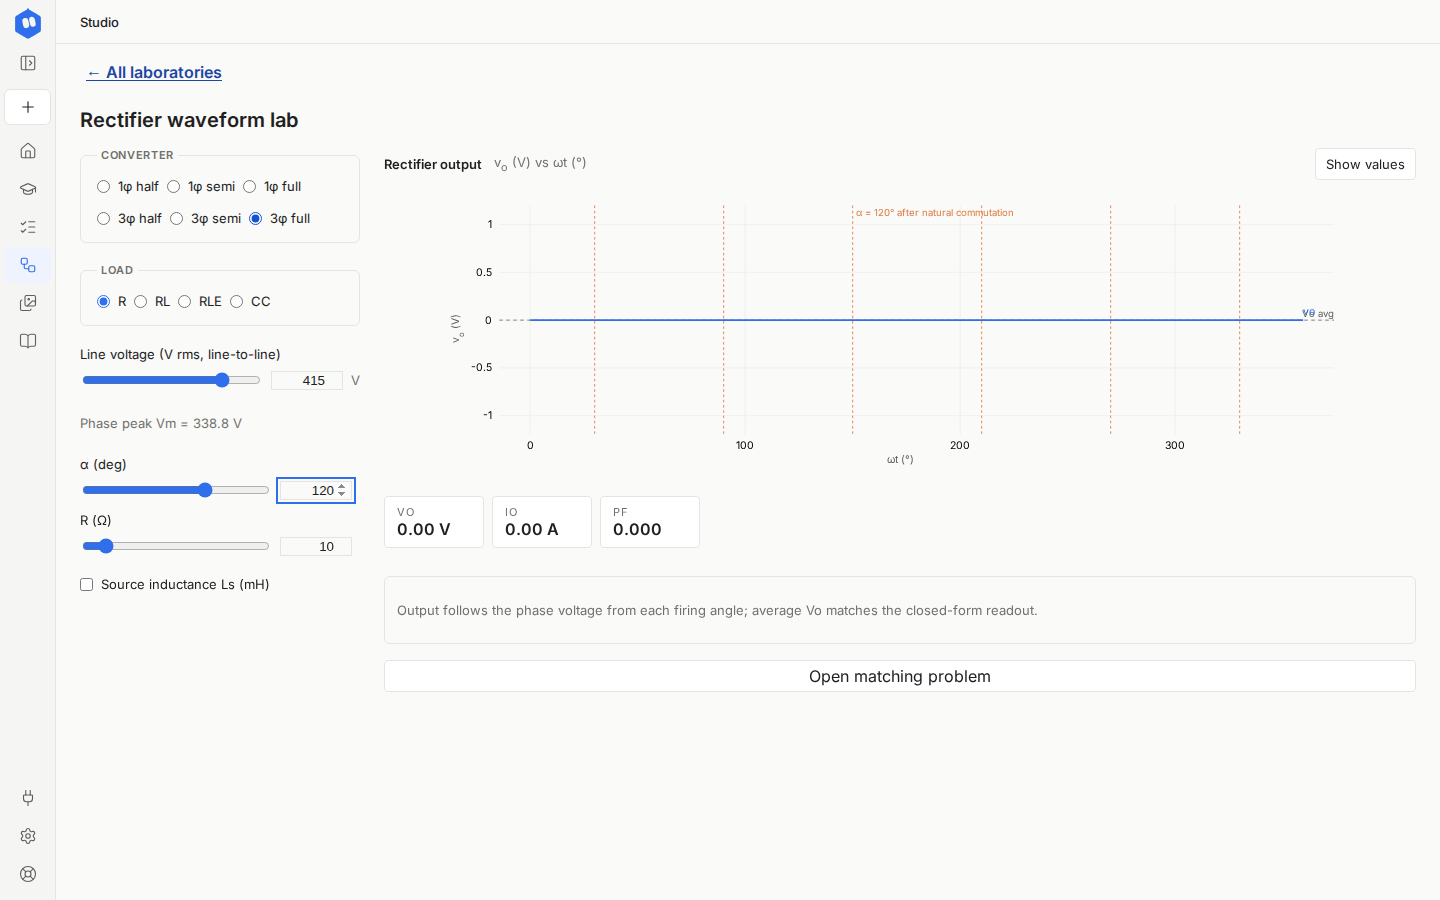 Studio
← All laboratories
Rectifier waveform lab
CONVERTER
1φ half 1φ semi 1φ full
3φ half 3φ semi 3φ full
LOAD
R RL RLE CC
Line voltage (V rms, line-to-line)
415 V
Phase peak Vm = 338.8 V
α (deg)
120
R (Ω)
10
Source inductance Ls (mH)
Rectifier output vo (V) vs ωt (°)
Show values
α = 120° after natural commutation
1
0.5
0
-0.5
-1
vo (V)
avg
0 100 200 300
ωt (°)
VO IO PF
0.00 V 0.00 A 0.000
Output follows the phase voltage from each firing angle; average Vo matches the closed-form readout.
Open matching problem